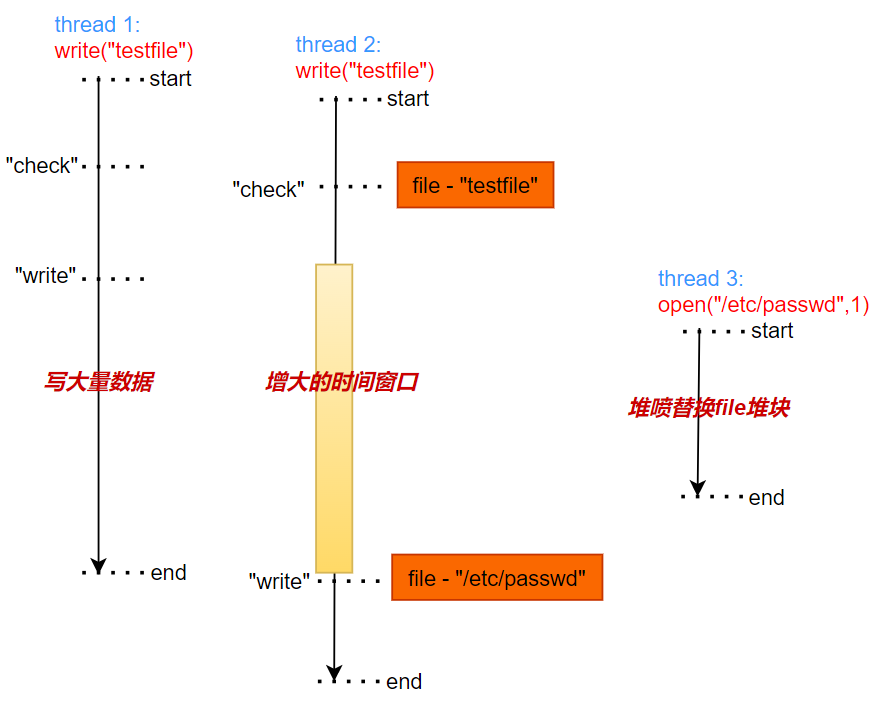 thread 1:
write("testfile")
start
"check"
"write"
写大量数据
end
thread 2:
write("testfile")
start
"check"
file - "testfile"
增大的时间窗口
"write"
file - "/etc/passwd"
end
thread 3:
open("/etc/passwd",1)
start
堆喷替换file堆块
end